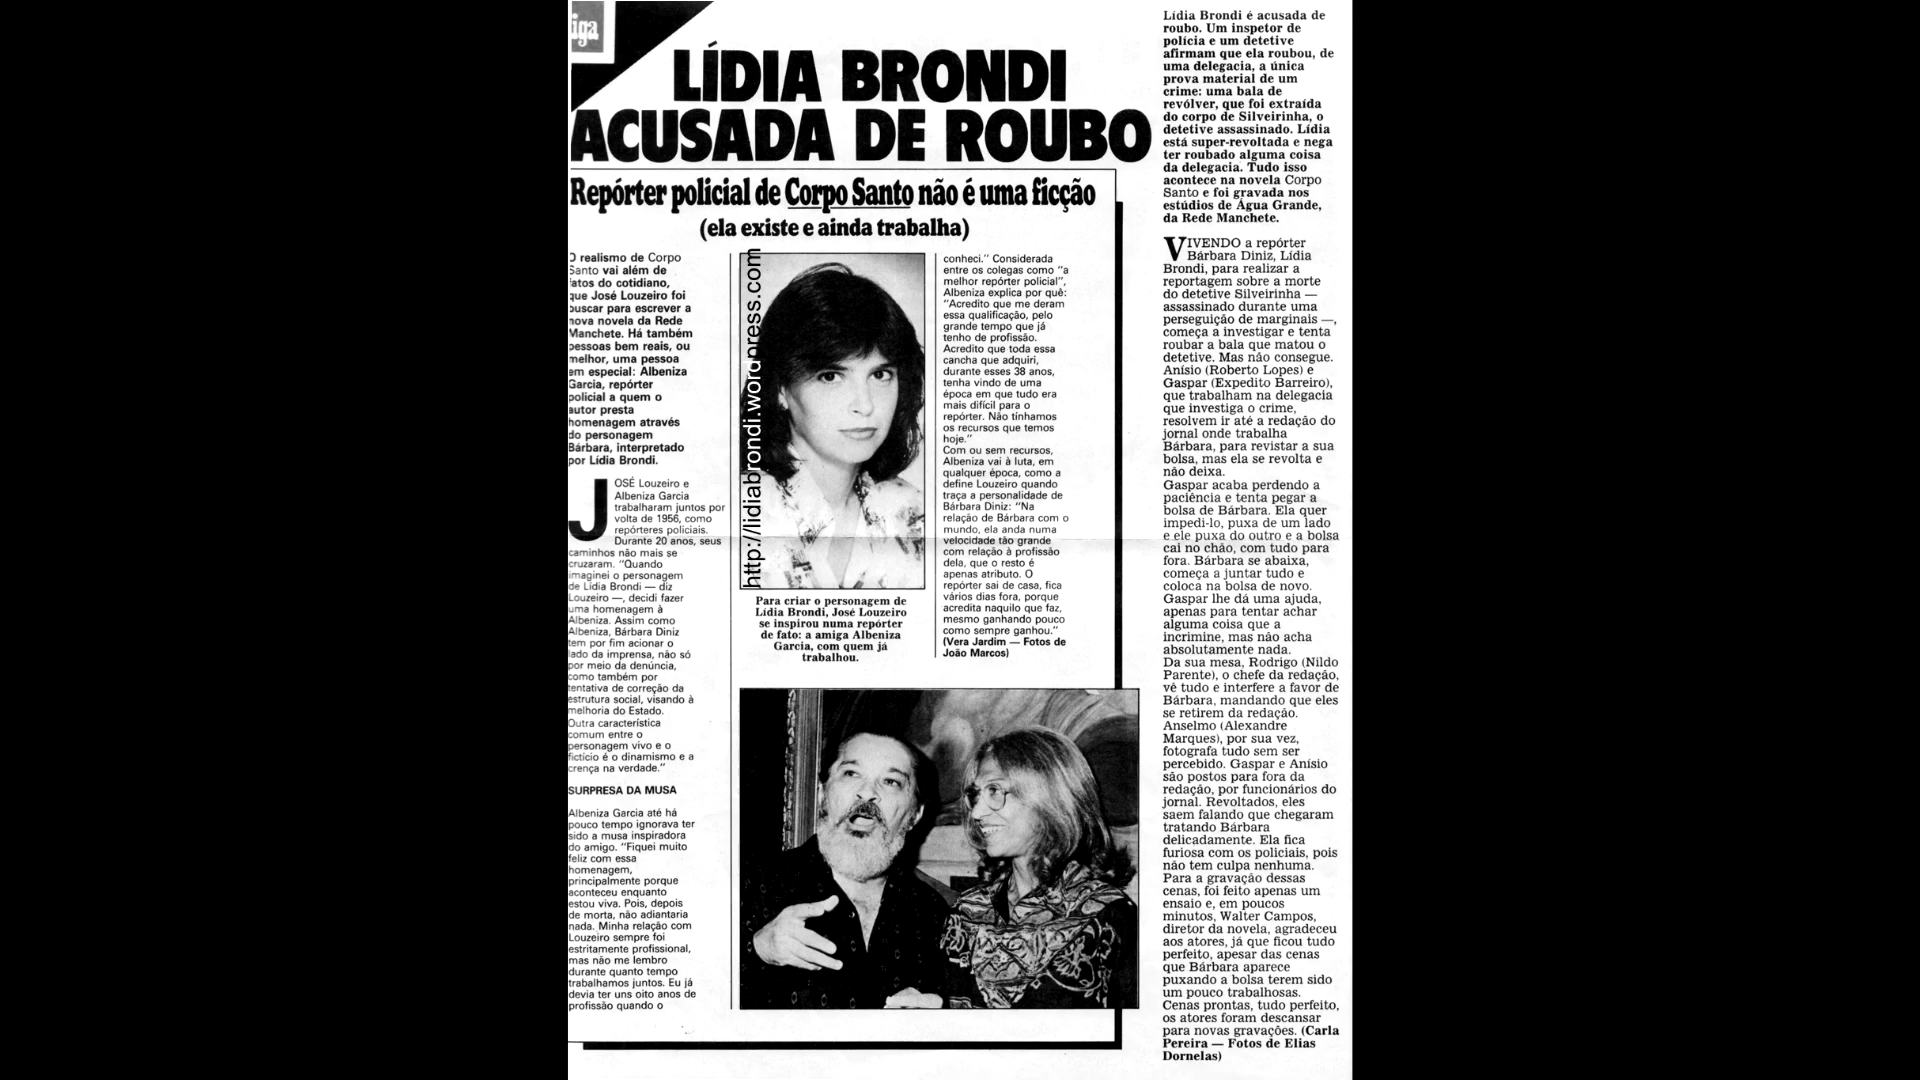 iga
LÍDIA BRONDI
ACUSADA DE ROUBO
Repórter policial de Corpo Santo não é uma ficção
(ela existe e ainda trabalha)
O realismo de Corpo
Santo vai além de
fatos do cotidiano,
que José Louzeiro foi
buscar para escrever a
nova novela da Rede
Manchete. Há também
pessoas bem reais, ou
melhor, uma pessoa
em especial: Albeniza
Garcia, repórter
policial a quem o
autor presta
homenagem através
do personagem
Bárbara, interpretado
por Lídia Brondi.
JOSÉ Louzeiro e
Albeniza Garcia
trabalharam juntos por
volta de 1956, como
repórteres policiais.
Durante 20 anos, seus
caminhos não mais se
cruzaram. "Quando
imaginei o personagem
de Lídia Brondi — diz
Louzeiro —, decidi fazer
uma homenagem à
Albeniza. Assim como
Albeniza, Bárbara Diniz
tem por fim acionar o
lado da imprensa, não só
por meio da denúncia,
como também por
tentativa de correção da
estrutura social, visando à
melhoria do Estado.
Outra característica
comum entre o
personagem vivo e o
fictício é o dinamismo e a
crença na verdade."
SURPRESA DA MUSA
Albeniza Garcia até há
pouco tempo ignorava ter
sido a musa inspiradora
do amigo. "Fiquei muito
feliz com essa
homenagem,
principalmente porque
aconteceu enquanto
estou viva. Pois, depois
de morta, não adiantaria
nada. Minha relação com
Louzeiro sempre foi
estritamente profissional,
mas não me lembro
durante quanto tempo
trabalhamos juntos. Eu já
devia ter uns oito anos de
profissão quando o
http://lidiabrondi.wordpress.com
Para criar o personagem de
Lídia Brondi, José Louzeiro
se inspirou numa repórter
de fato: a amiga Albeniza
Garcia, com quem já
trabalhou.
conheci." Considerada
entre os colegas como "a
melhor repórter policial",
Albeniza explica por quê:
"Acredito que me deram
essa qualificação, pelo
grande tempo que já
tenho de profissão.
Acredito que toda essa
cancha que adquiri,
durante esses 38 anos,
tenha vindo de uma
época em que tudo era
mais difícil para o
repórter. Não tínhamos
os recursos que temos
hoje."
Com ou sem recursos,
Albeniza vai à luta, em
qualquer época, como a
define Louzeiro quando
traça a personalidade de
Bárbara Diniz: "Na
relação de Bárbara com o
mundo, ela anda numa
velocidade tão grande
com relação à profissão
dela, que o resto é
apenas atributo. O
repórter sai de casa, fica
vários dias fora, porque
acredita naquilo que faz,
mesmo ganhando pouco
como sempre ganhou."
(Vera Jardim — Fotos de
João Marcos)
Lídia Brondi é acusada de
roubo. Um inspetor de
polícia e um detetive
afirmam que ela roubou, de
uma delegacia, a única
prova material de um
crime: uma bala de
revólver, que foi extraída
do corpo de Silveirinha, o
detetive assassinado. Lídia
está super-revoltada e nega
ter roubado alguma coisa
da delegacia. Tudo isso
acontece na novela Corpo
Santo e foi gravada nos
estúdios de Água Grande,
da Rede Manchete.
VIVENDO a repórter
Bárbara Diniz, Lídia
Brondi, para realizar a
reportagem sobre a morte
do detetive Silveirinha —
assassinado durante uma
perseguição de marginais —,
começa a investigar e tenta
roubar a bala que matou o
detetive. Mas não consegue.
Anísio (Roberto Lopes) e
Gaspar (Expedito Barreiro),
que trabalham na delegacia
que investiga o crime,
resolvem ir até a redação do
jornal onde trabalha
Bárbara, para revistar a sua
bolsa, mas ela se revolta e
não deixa.
Gaspar acaba perdendo a
paciência e tenta pegar a
bolsa de Bárbara. Ela quer
impedi-lo, puxa de um lado
e ele puxa do outro e a bolsa
cai no chão, com tudo para
fora. Bárbara se abaixa,
começa a juntar tudo e
coloca na bolsa de novo.
Gaspar lhe dá uma ajuda,
apenas para tentar achar
alguma coisa que a
incrimine, mas não acha
absolutamente nada.
Da sua mesa, Rodrigo (Nildo
Parente), o chefe da redação,
vê tudo e interfere a favor de
Bárbara, mandando que eles
se retirem da redação.
Anselmo (Alexandre
Marques), por sua vez,
fotografa tudo sem ser
percebido. Gaspar e Anísio
são postos para fora da
redação, por funcionários do
jornal. Revoltados, eles
saem falando que chegaram
tratando Bárbara
delicadamente. Ela fica
furiosa com os policiais, pois
não tem culpa nenhuma.
Para a gravação dessas
cenas, foi feito apenas um
ensaio e, em poucos
minutos, Walter Campos,
diretor da novela, agradeceu
aos atores, já que ficou tudo
perfeito, apesar das cenas
que Bárbara aparece
puxando a bolsa terem sido
um pouco trabalhosas.
Cenas prontas, tudo perfeito,
os atores foram descansar
para novas gravações. (Carla
Pereira — Fotos de Elias
Dornelas)